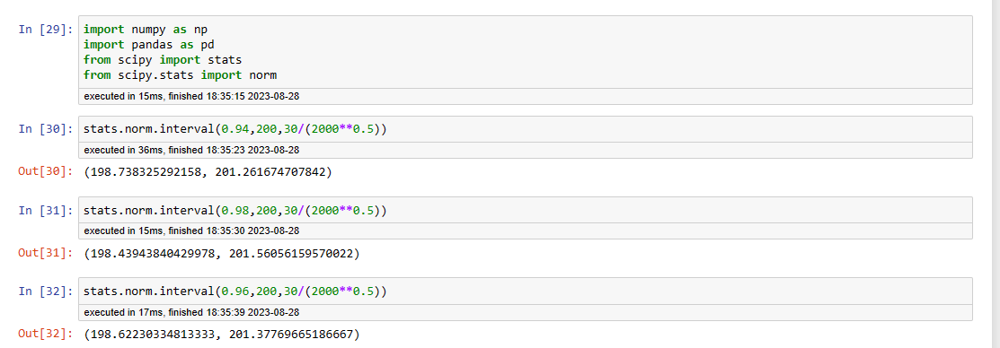 In [29]: import numpy as np
import pandas as pd
from scipy import stats
from scipy.stats import norm
executed in 15ms, finished 18:35:15 2023-08-28
In [30]: stats.norm.interval(0.94,200,30/(2000**0.5))
executed in 36ms, finished 18:35:23 2023-08-28
Out[30]: (198.738325292158, 201.261674707842)
In [31]: stats.norm.interval(0.98,200,30/(2000**0.5))
executed in 15ms, finished 18:35:30 2023-08-28
Out[31]: (198.43943840429978, 201.56056159570022)
In [32]: stats.norm.interval(0.96,200,30/(2000**0.5))
executed in 17ms, finished 18:35:39 2023-08-28
Out[32]: (198.62230334813333, 201.37769665186667)